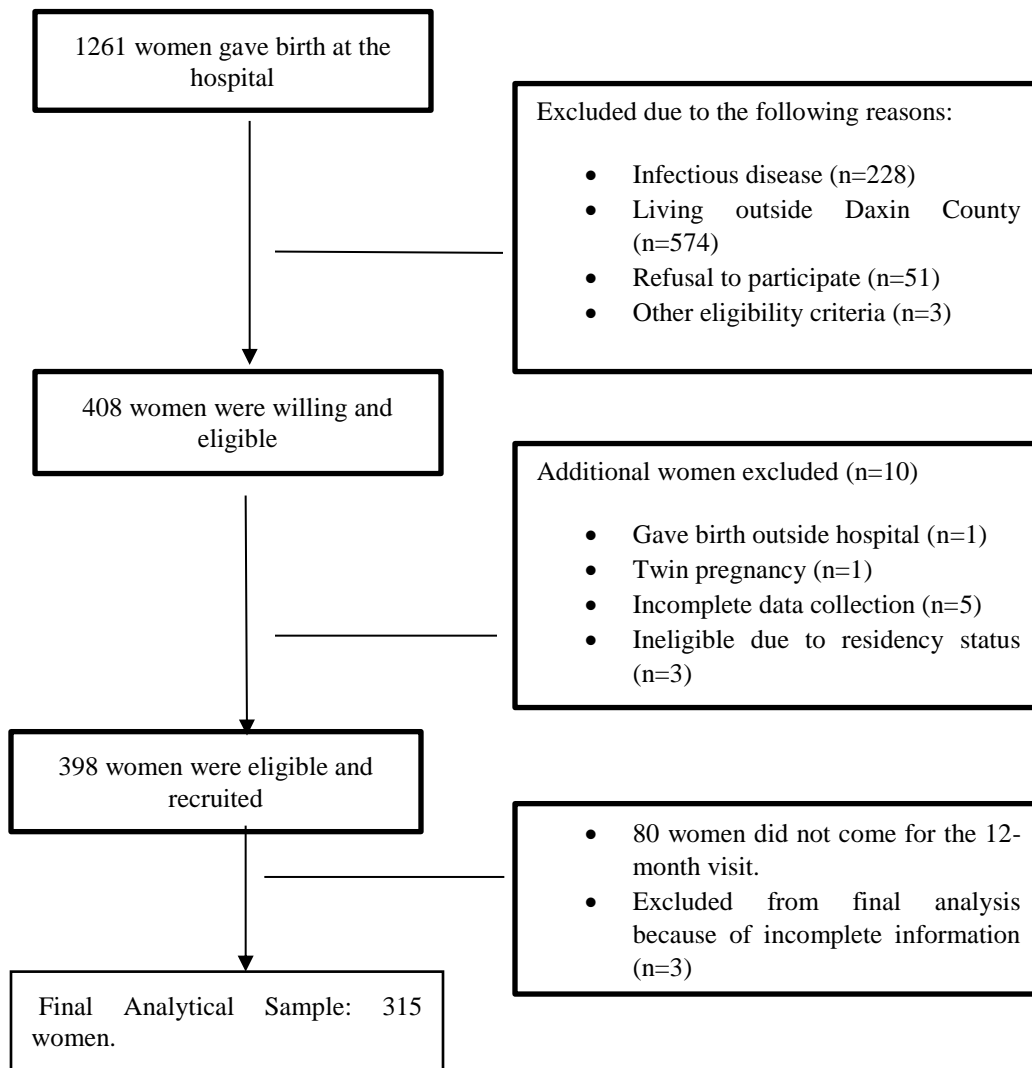 1261 women gave birth at the
hospital
Excluded due to the following reasons:
• Infectious disease (n=228)
• Living outside Daxin County
(n=574)
• Refusal to participate (n=51)
• Other eligibility criteria (n=3)
408 women were willing and
eligible
Additional women excluded (n=10)
• Gave birth outside hospital (n=1)
• Twin pregnancy (n=1)
• Incomplete data collection (n=5)
• Ineligible due to residency status
(n=3)
398 women were eligible and
recruited
• 80 women did not come for the 12-
month visit.
• Excluded from final analysis
because of incomplete information
(n=3)
Final Analytical Sample: 315
women.